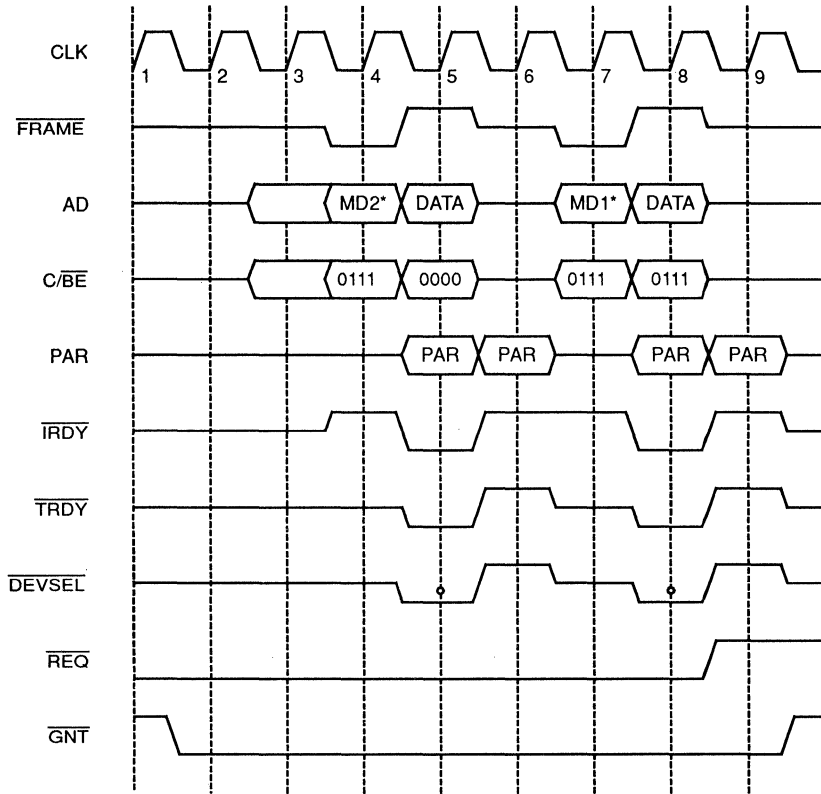 CLK
1 2 3 4 5 6 7 8 9
FRAME
AD MD2* DATA MD1* DATA
C/BE 0111 0000 0111 0111
PAR PAR PAR PAR PAR
IRDY
TRDY
DEVSEL
REQ
GNT